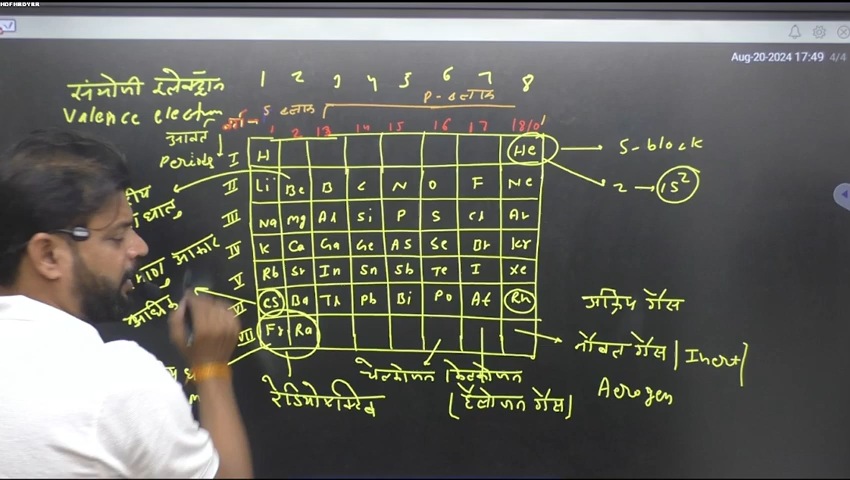 HDFHBDYBB
Aug-20-2024 17:49 4/4
संयोजी इलेक्ट्रॉन 1 2 3 4 5 6 7 8
Valence electron
S ब्लाक P-ब्लाक
वर्ग 1 2 13 14 15 16 17 18/0
आवर्त
Periods
I H He
II Li Be B C N O F Ne
III Na Mg Al Si P S Cl Ar
IV K Ca Ga Ge AS Se Br Kr
V Rb Sr In Sn Sb Te I Xe
VI CS Ba Tl Pb Bi Po At Rn
VII Fr Ra
S-block
2 → 1S²
आकार
अधिक
रेडियोएक्टिव
(हैलोजन गैस)
अक्रिय गैस
नोबल गैस | Inert
Aerogen